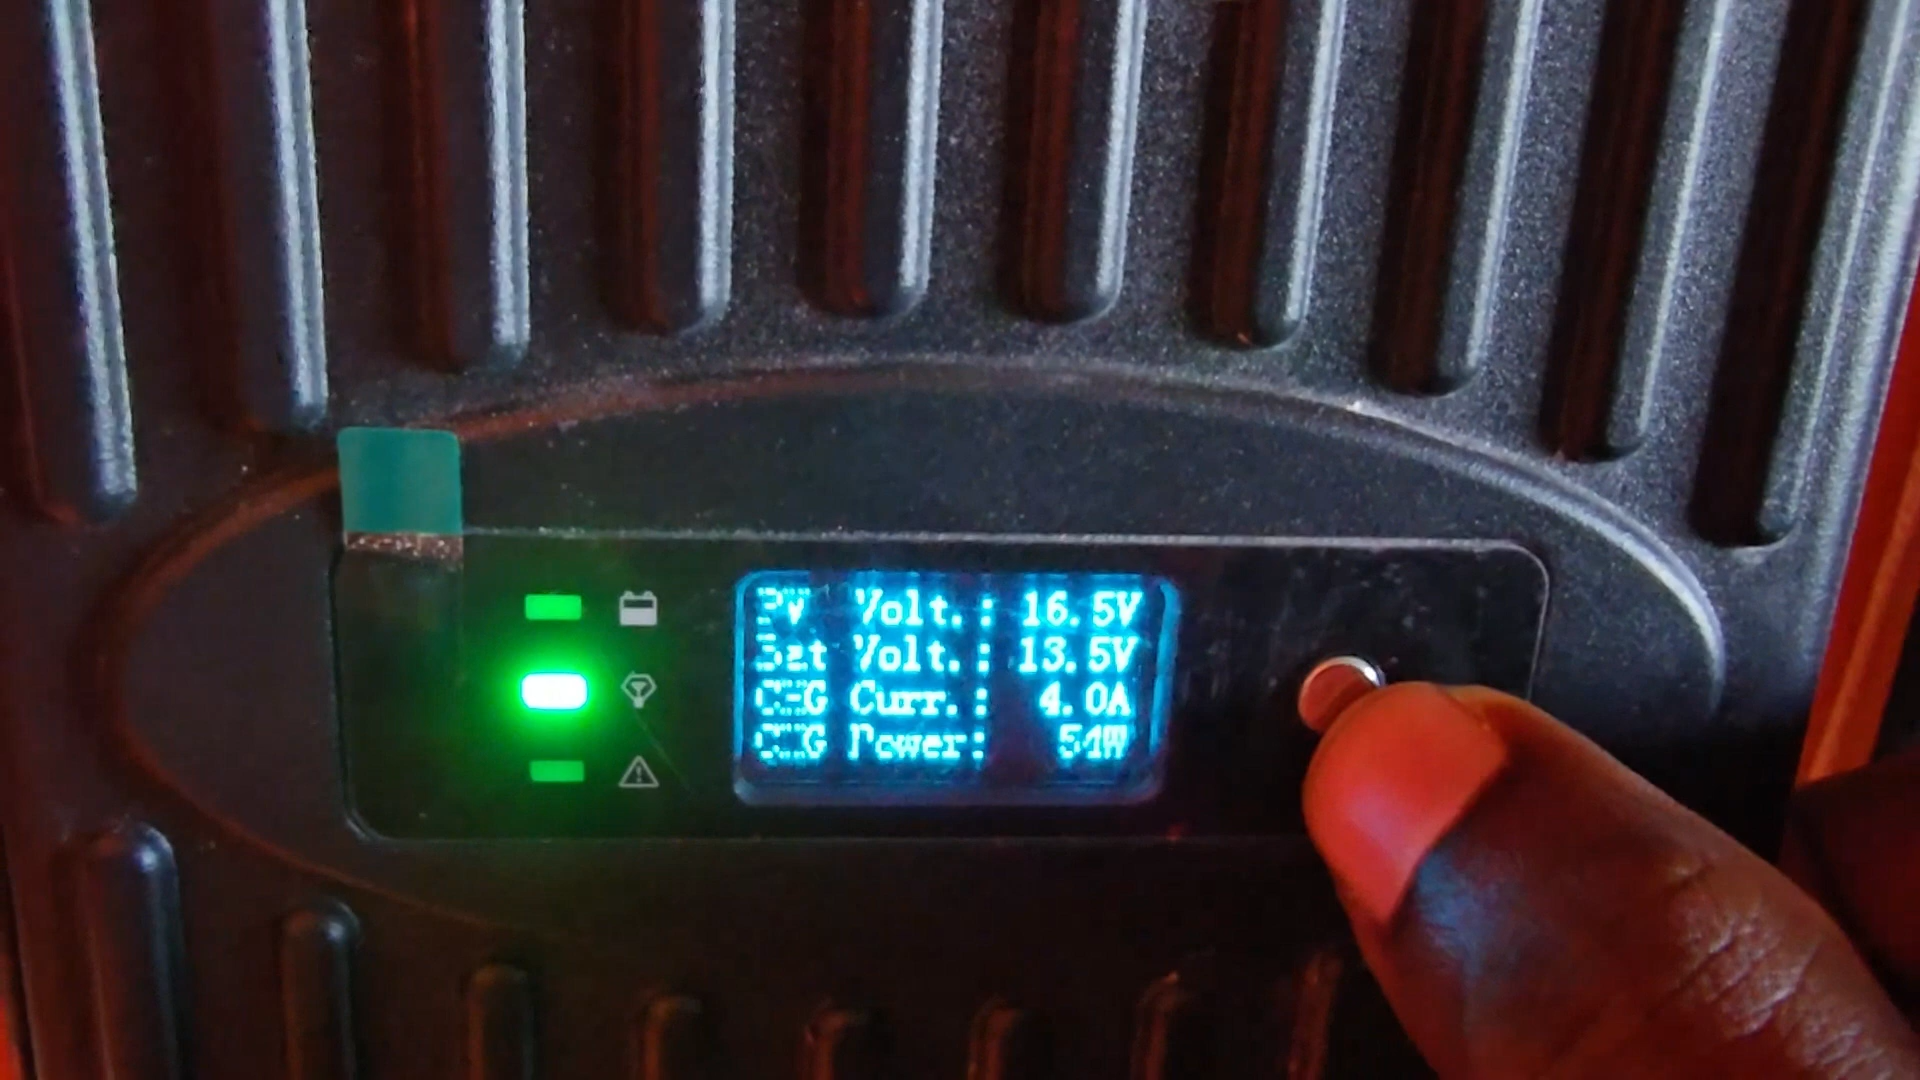 Pv Volt.: 16.5V
Bat Volt.: 13.5V
CHG Curr.: 4.0A
CHG Power: 54W